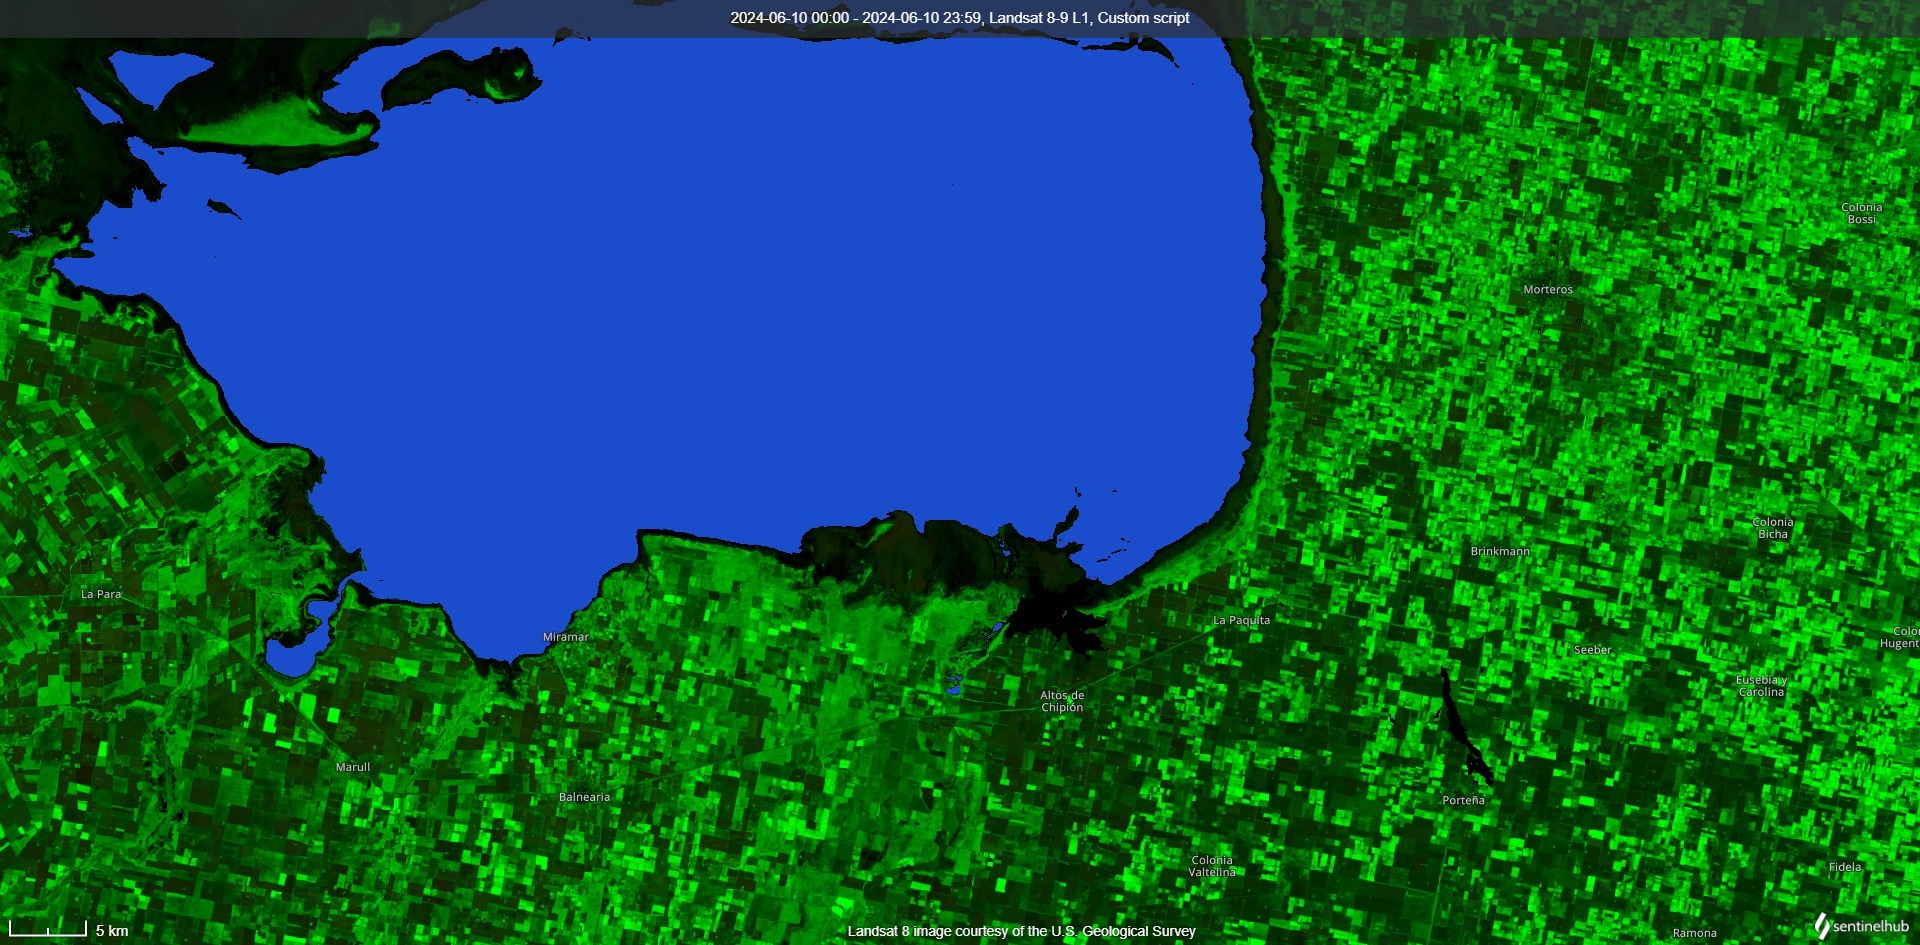 2024-06-10 00:00 - 2024-06-10 23:59, Landsat 8-9 L1, Custom script
Colonia
Bossi
Morteros
Colonia
Bicha
Brinkmann
La Para
La Paquita
Colo
Hugent
Miramar
Seeber
Eusebia y
Carolina
Altos de
Chipión
Marull
Balnearia
Porteña
Colonia
Valtelina
Fidela
5 km
Landsat 8 image courtesy of the U.S. Geological Survey
sentinelhub
Ramona